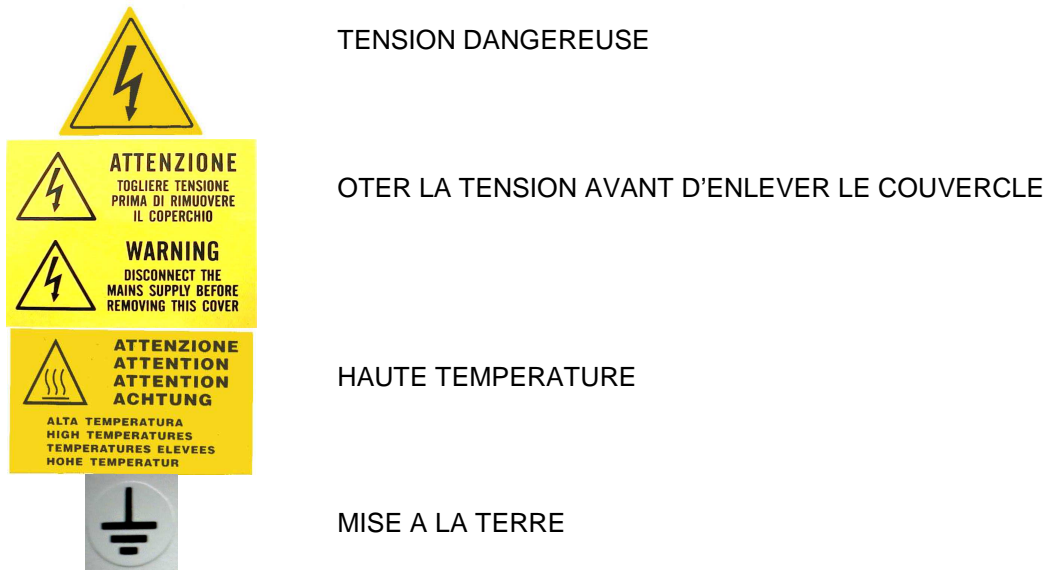 TENSION DANGEREUSE
ATTENZIONE
TOGLIERE TENSIONE
PRIMA DI RIMUOVERE
IL COPERCHIO
WARNING
DISCONNECT THE
MAINS SUPPLY BEFORE
REMOVING THIS COVER
OTER LA TENSION AVANT D'ENLEVER LE COUVERCLE
ATTENZIONE
ATTENTION
ATTENTION
ACHTUNG
ALTA TEMPERATURA
HIGH TEMPERATURES
TEMPERATURES ELEVEES
HOHE TEMPERATUR
HAUTE TEMPERATURE
MISE A LA TERRE